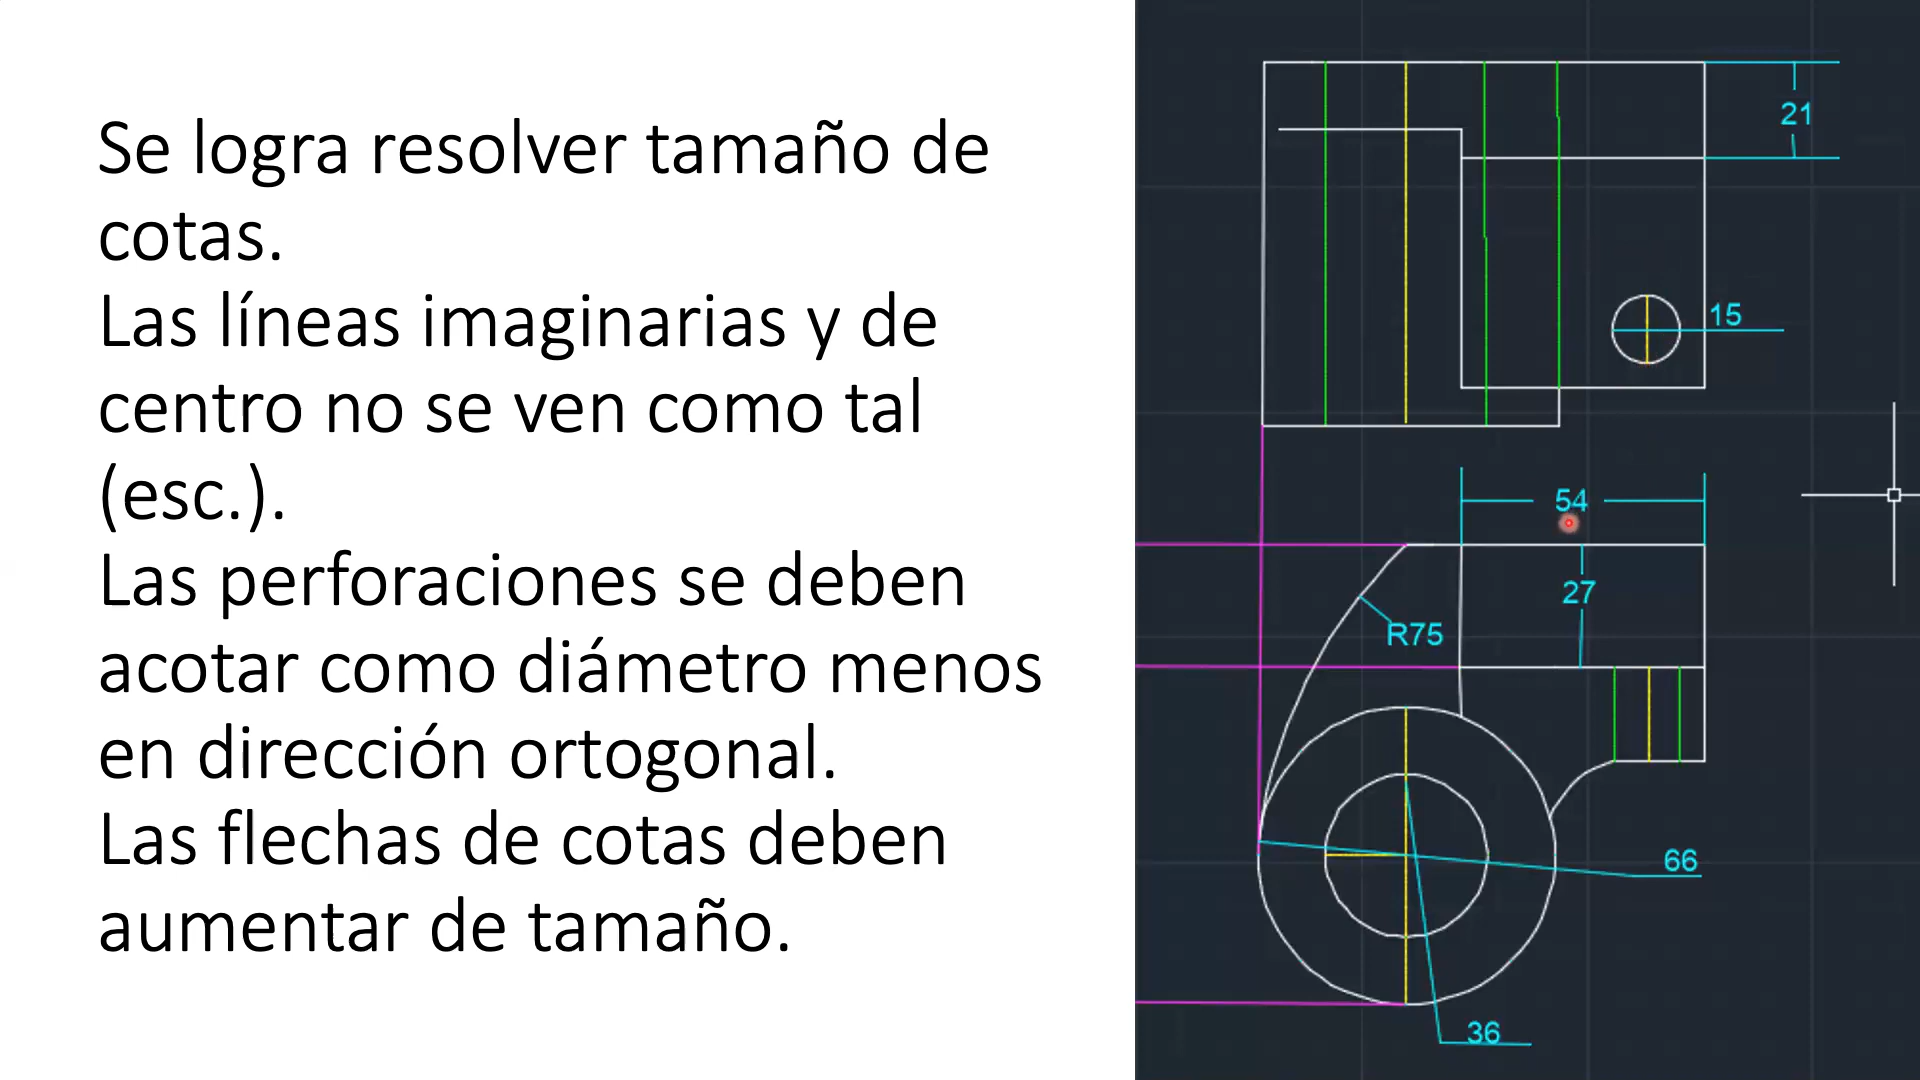 Se logra resolver tamaño de
cotas.
Las líneas imaginarias y de
centro no se ven como tal
(esc.).
Las perforaciones se deben
acotar como diámetro menos
en dirección ortogonal.
Las flechas de cotas deben
aumentar de tamaño.
21
15
54
27
R75
66
36